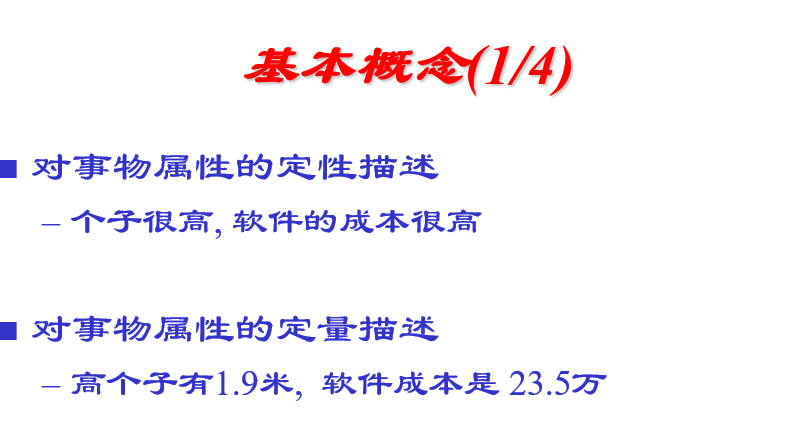 基本概念(1/4)
■ 对事物属性的定性描述
– 个子很高, 软件的成本很高
■ 对事物属性的定量描述
– 高个子有1.9米, 软件成本是 23.5万